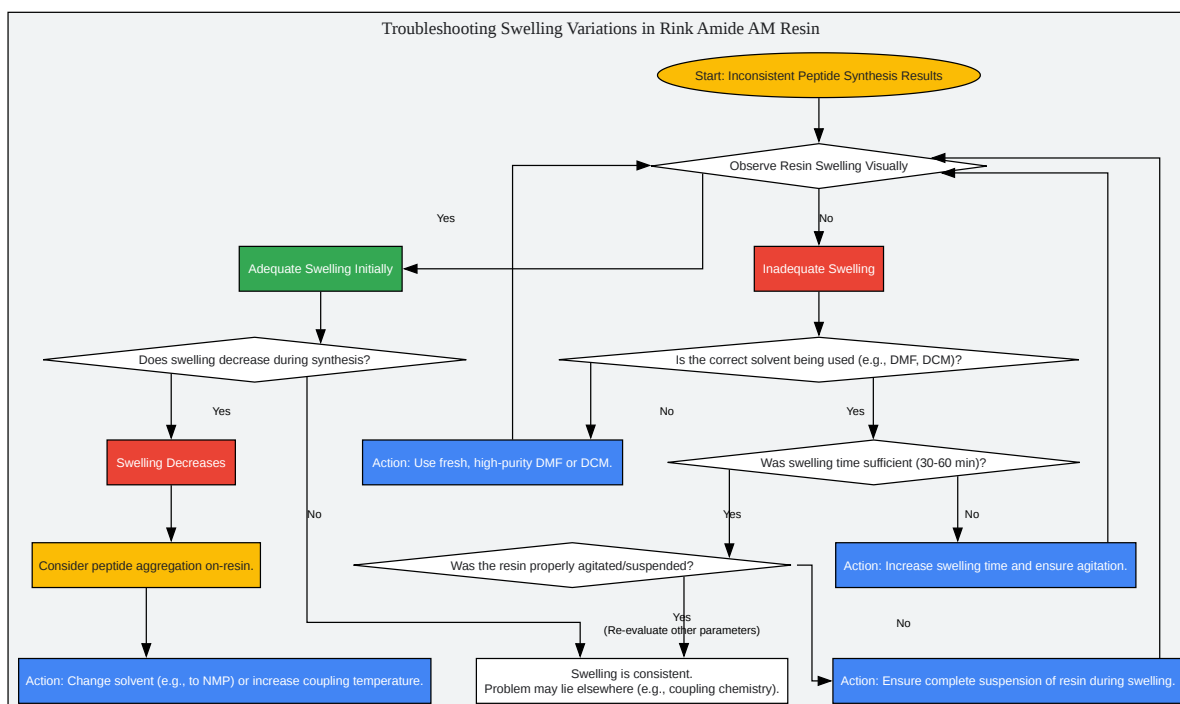 Troubleshooting Swelling Variations in Rink Amide AM Resin
Start: Inconsistent Peptide Synthesis Results
Observe Resin Swelling Visually
Yes
No
Adequate Swelling Initially
Inadequate Swelling
Does swelling decrease during synthesis?
Is the correct solvent being used (e.g., DMF, DCM)?
Yes
No
Yes
Swelling Decreases
Action: Use fresh, high-purity DMF or DCM.
Was swelling time sufficient (30-60 min)?
No
Yes
No
Consider peptide aggregation on-resin.
Was the resin properly agitated/suspended?
Action: Increase swelling time and ensure agitation.
Yes
(Re-evaluate other parameters)
No
Action: Change solvent (e.g., to NMP) or increase coupling temperature.
Swelling is consistent.
Problem may lie elsewhere (e.g., coupling chemistry).
Action: Ensure complete suspension of resin during swelling.